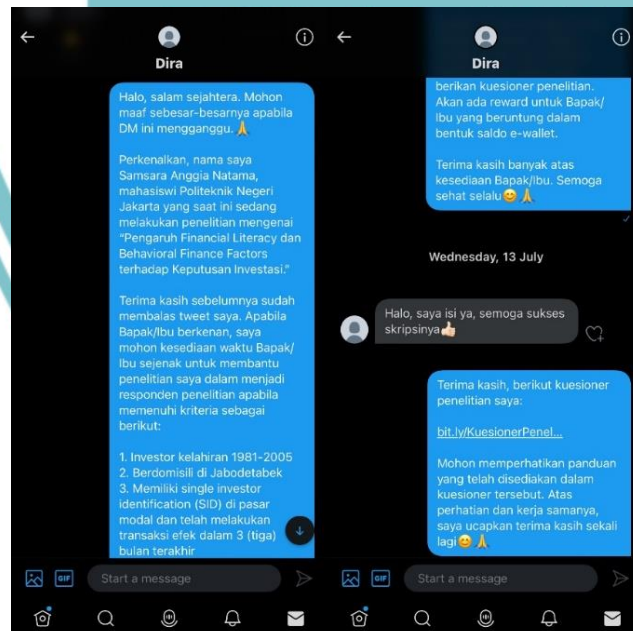 Dira
Halo, salam sejahtera. Mohon
maaf sebesar-besarnya apabila
DM ini mengganggu.🙏
Perkenalkan, nama saya
Samsara Anggia Natama,
mahasiswi Politeknik Negeri
Jakarta yang saat ini sedang
melakukan penelitian mengenai
“Pengaruh Financial Literacy dan
Behavioral Finance Factors
terhadap Keputusan Investasi.”
Terima kasih sebelumnya sudah
membalas tweet saya. Apabila
Bapak/Ibu berkenan, saya
mohon kesediaan waktu Bapak/
Ibu sejenak untuk membantu
penelitian saya dalam menjadi
responden penelitian apabila
memenuhi kriteria sebagai
berikut:
1. Investor kelahiran 1981-2005
2. Berdomisili di Jabodetabek
3. Memiliki single investor
identification (SID) di pasar
modal dan telah melakukan
transaksi efek dalam 3 (tiga)
bulan terakhir
GIF
Start a message
Dira
berikan kuesioner penelitian.
Akan ada reward untuk Bapak/
Ibu yang beruntung dalam
bentuk saldo e-wallet.
Terima kasih banyak atas
kesediaan Bapak/Ibu. Semoga
sehat selalu😊🙏
Wednesday, 13 July
Halo, saya isi ya, semoga sukses
skripsinya👍🏻
Terima kasih, berikut kuesioner
penelitian saya:
bit.ly/KuesionerPenel...
Mohon memperhatikan panduan
yang telah disediakan dalam
kuesioner tersebut. Atas
perhatian dan kerja samanya,
saya ucapkan terima kasih sekali
lagi😊🙏
GIF
Start a message